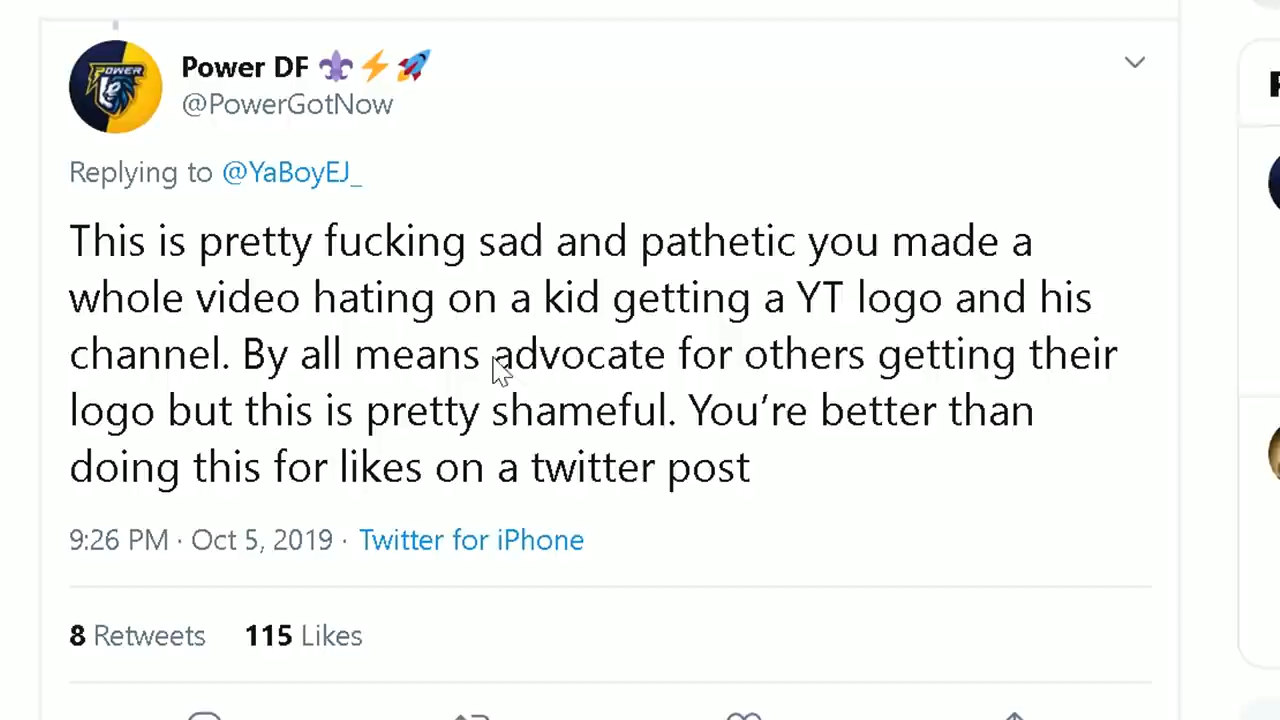 Power DF ⚜️⚡🚀
@PowerGotNow
POWER
Replying to @YaBoyEJ_
This is pretty fucking sad and pathetic you made a
whole video hating on a kid getting a YT logo and his
channel. By all means advocate for others getting their
logo but this is pretty shameful. You’re better than
doing this for likes on a twitter post
9:26 PM · Oct 5, 2019 · Twitter for iPhone
8 Retweets 115 Likes